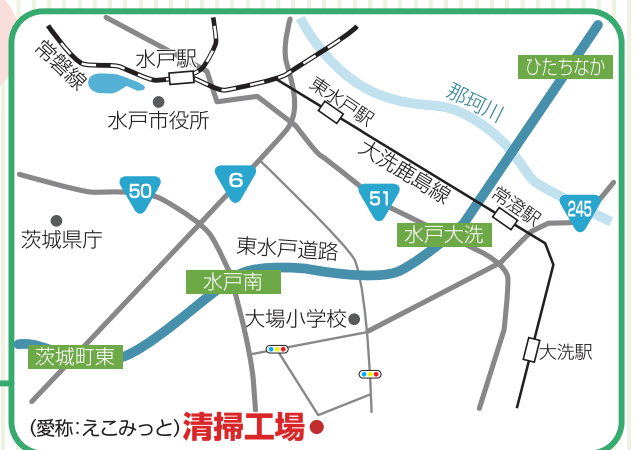 常磐線
水戸駅
ひたちなか
東水戸駅
那珂川
水戸市役所
大洗鹿島線
50
6
51
常澄駅
245
茨城県庁
東水戸道路
水戸大洗
水戸南
大場小学校
茨城町東
大洗駅
(愛称:えこみっと)清掃工場